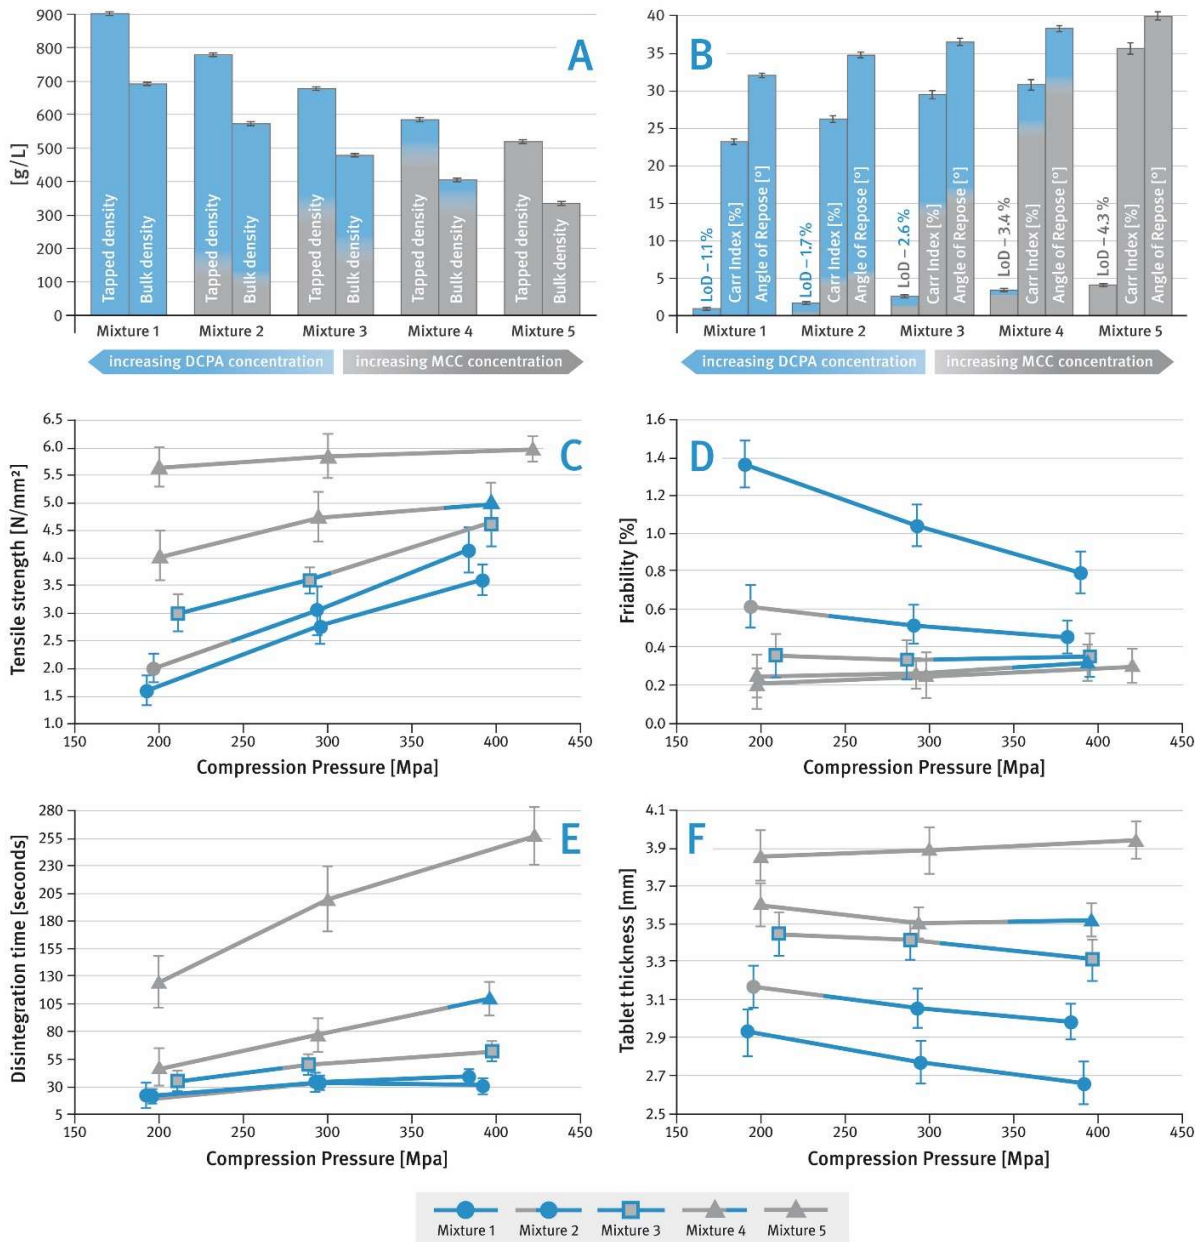 A
[g/L]
900
800
700
600
500
400
300
200
100
0
Tapped density
Bulk density
Tapped density
Bulk density
Tapped density
Bulk density
Tapped density
Bulk density
Tapped density
Bulk density
Mixture 1
Mixture 2
Mixture 3
Mixture 4
Mixture 5
increasing DCPA concentration
increasing MCC concentration
B
40
35
30
25
20
15
10
5
0
LoD – 1.1 %
Carr Index [%]
Angle of Repose [°]
LoD – 1.7 %
Carr Index [%]
Angle of Repose [°]
LoD – 2.6 %
Carr Index [%]
Angle of Repose [°]
LoD – 3.4 %
Carr Index [%]
Angle of Repose [°]
LoD – 4.3 %
Carr Index [%]
Angle of Repose [°]
Mixture 1
Mixture 2
Mixture 3
Mixture 4
Mixture 5
increasing DCPA concentration
increasing MCC concentration
C
Tensile strength [N/mm²]
6.5
6.0
5.5
5.0
4.5
4.0
3.5
3.0
2.5
2.0
1.5
1.0
150
200
300
400
450
Compression Pressure [Mpa]
D
Friability [%]
1.6
1.4
1.2
1.0
0.8
0.6
0.4
0.2
0.0
150
200
300
400
450
Compression Pressure [Mpa]
E
Disintegration time [seconds]
280
255
230
205
180
155
130
105
80
55
30
5
150
200
300
400
450
Compression Pressure [Mpa]
F
Tablet thickness [mm]
4.1
3.9
3.7
3.5
3.3
3.1
2.9
2.7
2.5
150
200
300
400
450
Compression Pressure [Mpa]
Mixture 1
Mixture 2
Mixture 3
Mixture 4
Mixture 5